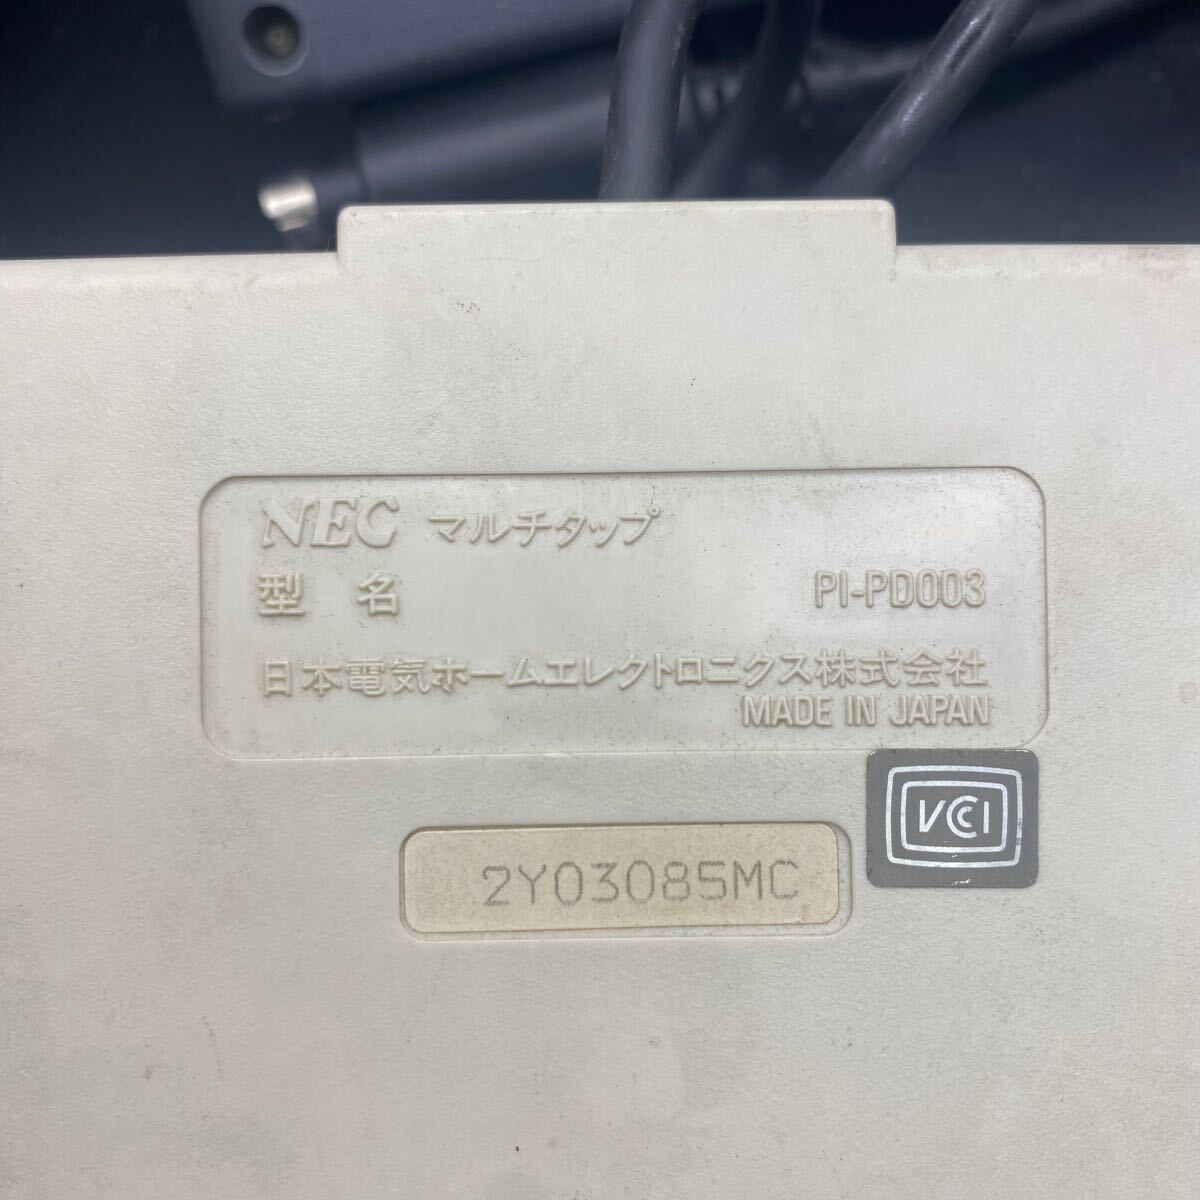 NEC マルチタップ
型名 PI-PD003
日本電気ホームエレクトロニクス株式会社
MADE IN JAPAN
VCCI
2Y03085MC